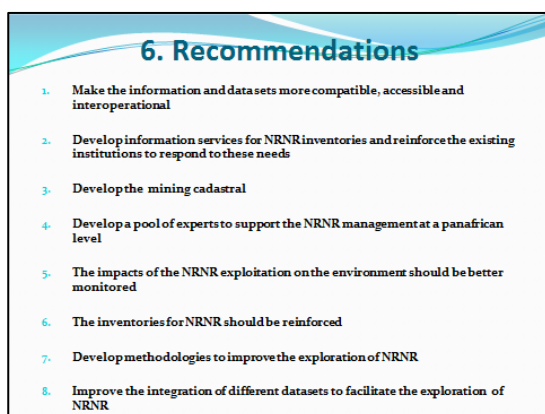 6. Recommendations
1. Make the information and data sets more compatible, accessible and
interoperational
2. Develop information services for NRNR inventories and reinforce the existing
institutions to respond to these needs
3. Develop the mining cadastral
4. Develop a pool of experts to support the NRNR management at a panafrican
level
5. The impacts of the NRNR exploitation on the environment should be better
monitored
6. The inventories for NRNR should be reinforced
7. Develop methodologies to improve the exploration of NRNR
8. Improve the integration of different datasets to facilitate the exploration of
NRNR